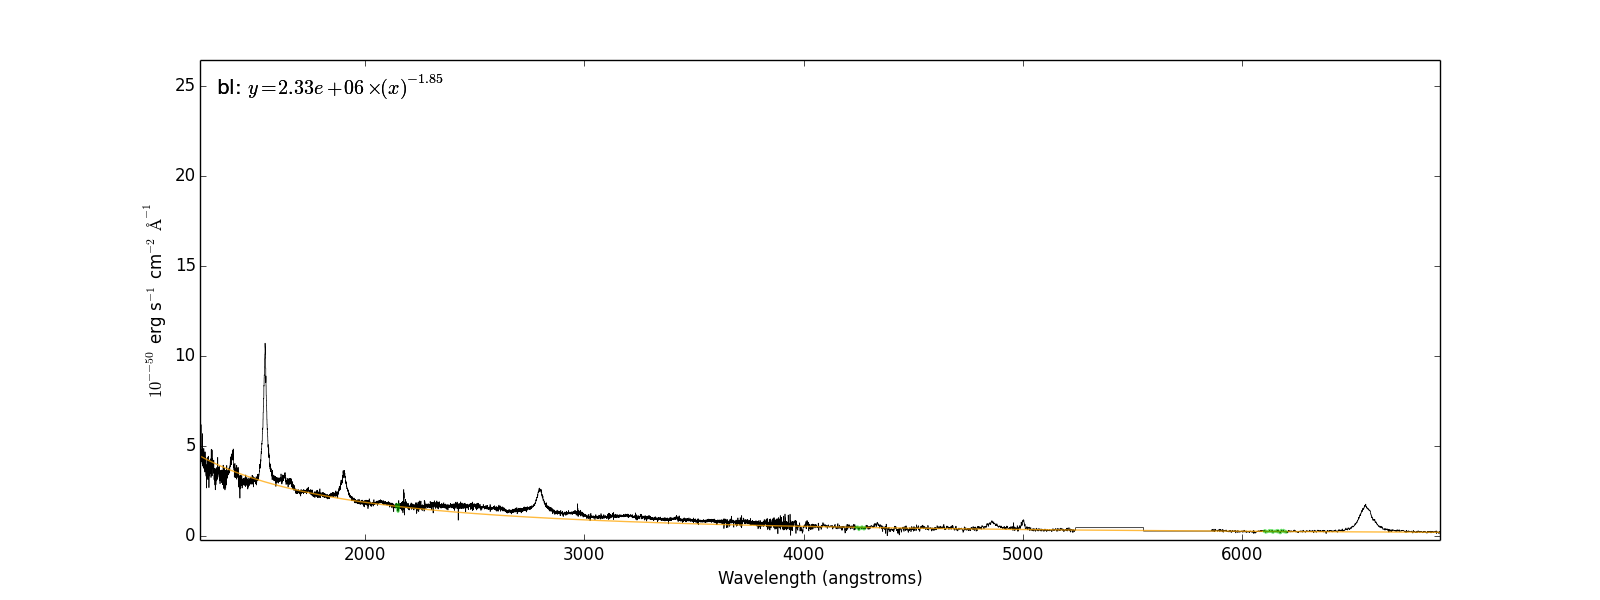 bl: y=2.33e+06×(x)^−1.85
25
20
15
10
5
0
10^−−50 erg s^−1 cm^−2 Å^−1
2000 3000 4000 5000 6000
Wavelength (angstroms)